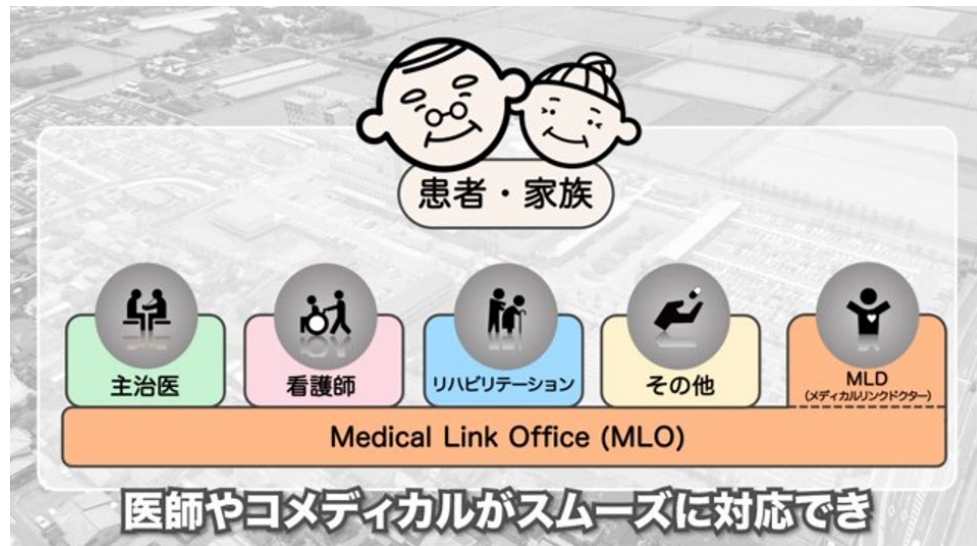 患者・家族
主治医
看護師
リハビリテーション
その他
MLD
(メディカルリンクドクター)
Medical Link Office (MLO)
医師やコメディカルがスムーズに対応でき